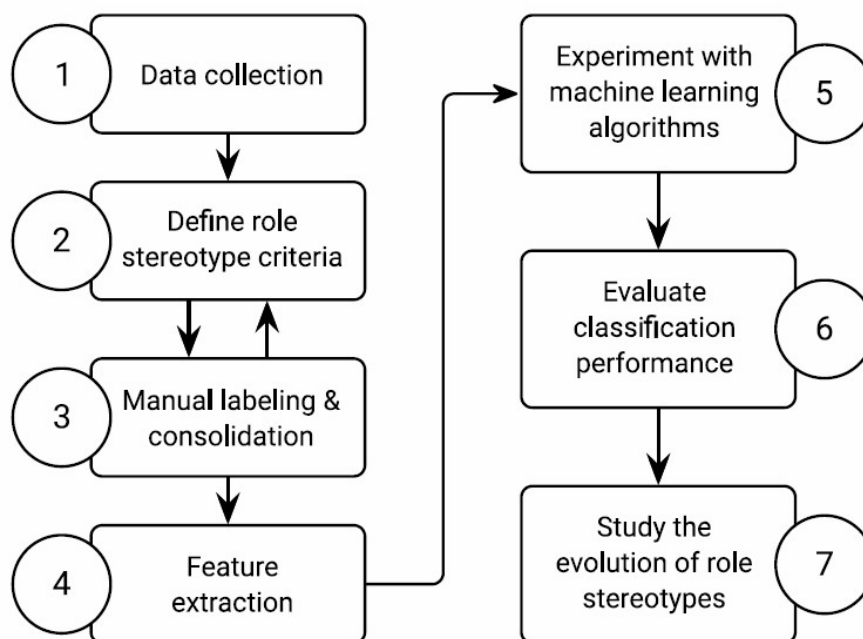 1
Data collection
2
Define role
stereotype criteria
3
Manual labeling &
consolidation
4
Feature
extraction
5
Experiment with
machine learning
algorithms
6
Evaluate
classification
performance
7
Study the
evolution of role
stereotypes